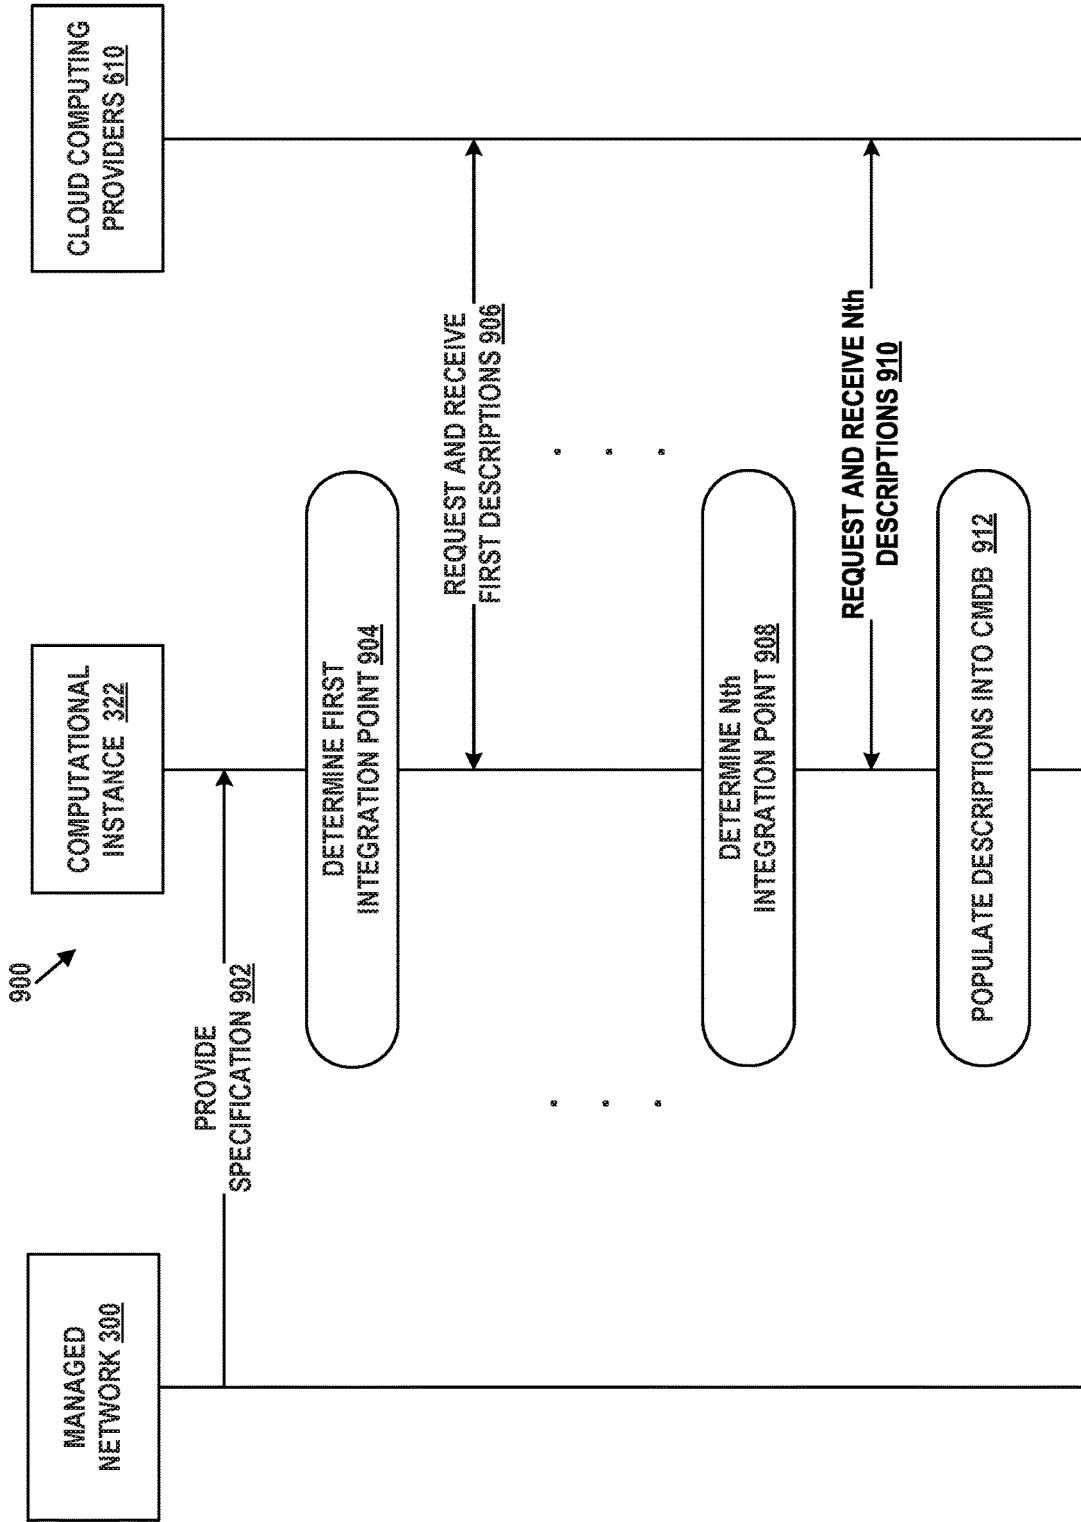 900
MANAGED
NETWORK 300
COMPUTATIONAL
INSTANCE 322
CLOUD COMPUTING
PROVIDERS 610
PROVIDE
SPECIFICATION 902
DETERMINE FIRST
INTEGRATION POINT 904
REQUEST AND RECEIVE
FIRST DESCRIPTIONS 906
. . .
. . .
DETERMINE Nth
INTEGRATION POINT 908
REQUEST AND RECEIVE Nth
DESCRIPTIONS 910
POPULATE DESCRIPTIONS INTO CMDB 912